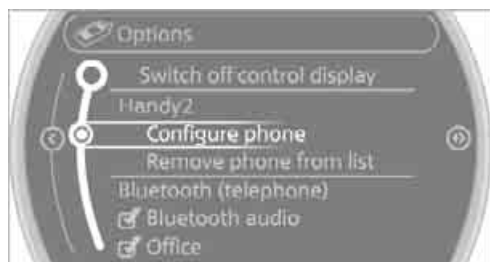 Options
Switch off control display
Handy2
Configure phone
Remove phone from list
Bluetooth (telephone)
Bluetooth audio
Office